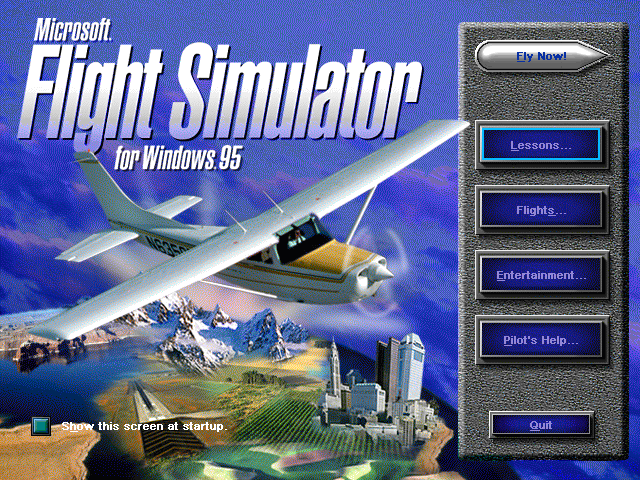 Microsoft.
Flight Simulator
for Windows 95
Fly Now!
Lessons...
Flights...
Entertainment...
Pilot's Help...
Show this screen at startup.
Quit